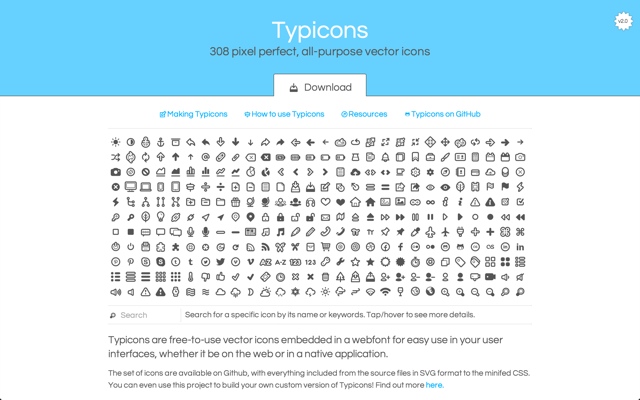 Typicons
v2.0
308 pixel perfect, all-purpose vector icons
Download
Making Typicons
How to use Typicons
Resources
Typicons on GitHub
A-Z
123
Search
Search for a specific icon by its name or keywords. Tap/hover to see more details.
Typicons are free-to-use vector icons embedded in a webfont for easy use in your user
interfaces, whether it be on the web or in a native application.
The set of icons are available on Github, with everything included from the source files in SVG format to the minifed CSS.
You can even use this project to build your own custom version of Typicons! Find out more here.